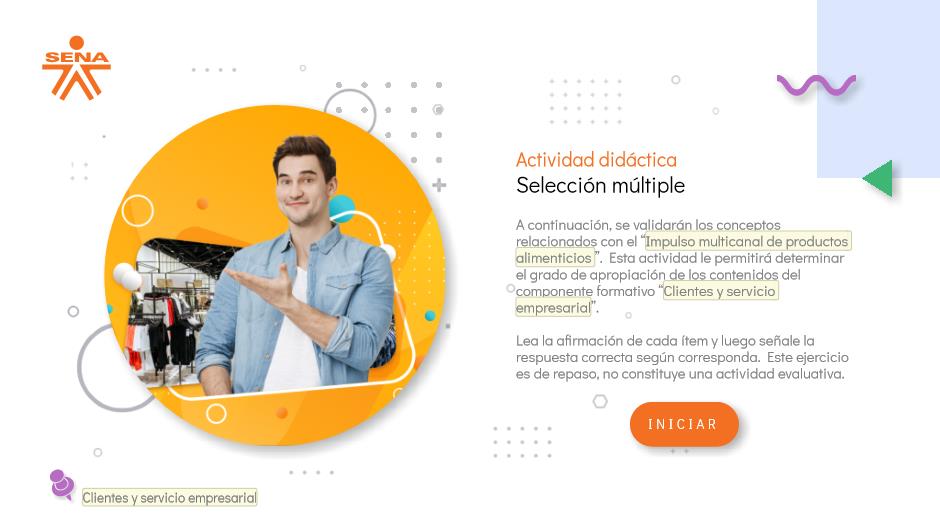 SENA
Actividad didáctica
Selección múltiple
A continuación, se validarán los conceptos
relacionados con el “Impulso multicanal de productos
alimenticios”. Esta actividad le permitirá determinar
el grado de apropiación de los contenidos del
componente formativo “Clientes y servicio
empresarial”.
Lea la afirmación de cada ítem y luego señale la
respuesta correcta según corresponda. Este ejercicio
es de repaso, no constituye una actividad evaluativa.
INICIAR
Clientes y servicio empresarial